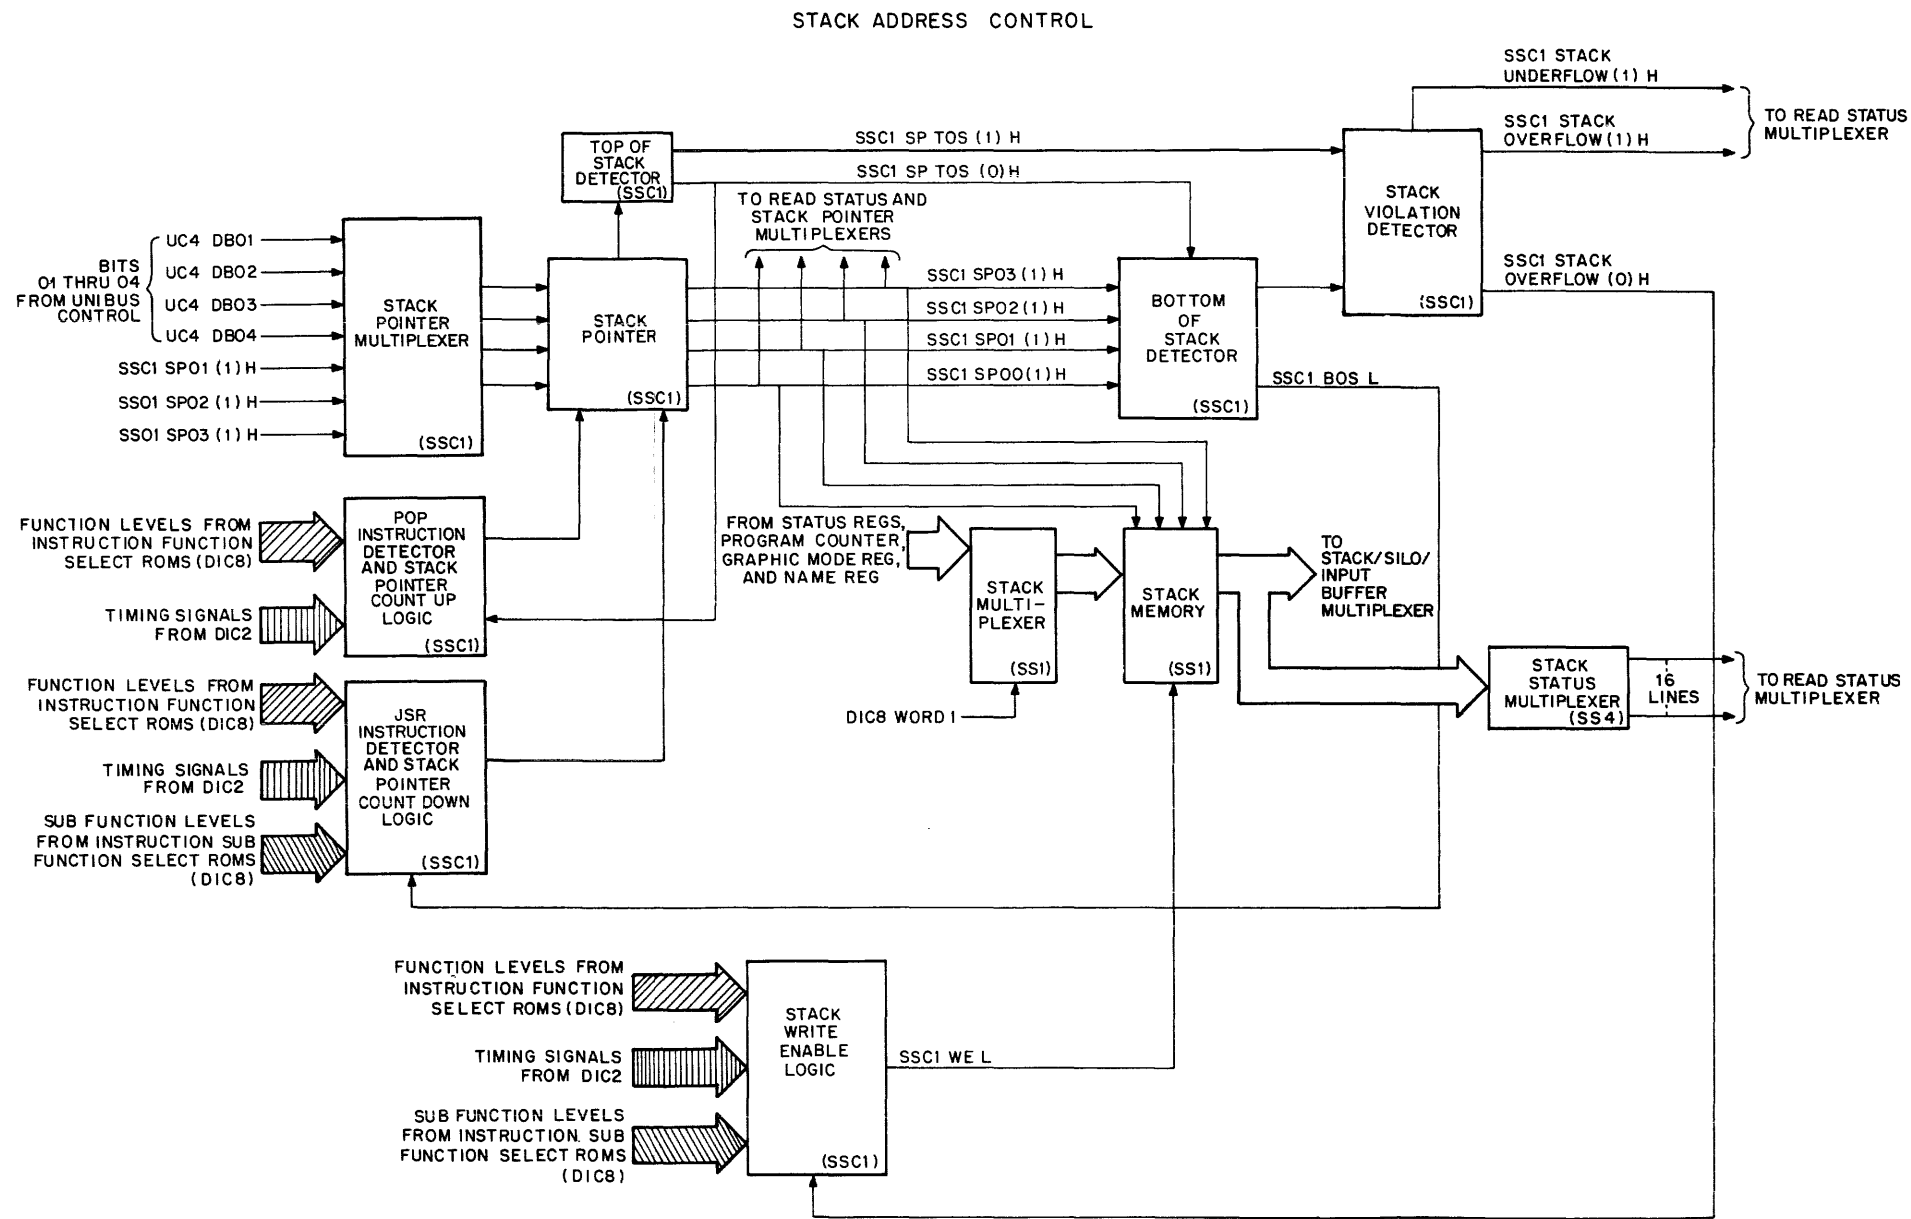 STACK ADDRESS CONTROL
SSC1 STACK
UNDERFLOW (1) H
SSC1 STACK
OVERFLOW (1) H
TO READ STATUS
MULTIPLEXER
TOP OF
STACK
DETECTOR
(SSC1)
SSC1 SP TOS (1) H
SSC1 SP TOS (0) H
TO READ STATUS AND
STACK POINTER
MULTIPLEXERS
STACK
VIOLATION
DETECTOR
(SSC1)
SSC1 STACK
OVERFLOW (0) H
BITS
01 THRU 04
FROM UNIBUS
CONTROL
UC4 DB01
UC4 DB02
UC4 DB03
UC4 DB04
SSC1 SP01 (1) H
SS01 SP02 (1) H
SS01 SP03 (1) H
STACK
POINTER
MULTIPLEXER
(SSC1)
STACK
POINTER
(SSC1)
SSC1 SP03 (1) H
SSC1 SP02 (1) H
SSC1 SP01 (1) H
SSC1 SP00 (1) H
BOTTOM
OF
STACK
DETECTOR
(SSC1)
SSC1 BOS L
FUNCTION LEVELS FROM
INSTRUCTION FUNCTION
SELECT ROMS (DIC8)
TIMING SIGNALS
FROM DIC2
POP
INSTRUCTION
DETECTOR
AND STACK
POINTER
COUNT UP
LOGIC
(SSC1)
FROM STATUS REGS,
PROGRAM COUNTER,
GRAPHIC MODE REG,
AND NAME REG
STACK
MULTI-
PLEXER
(SS1)
DIC8 WORD 1
STACK
MEMORY
(SS1)
TO
STACK/SILO/
INPUT
BUFFER
MULTIPLEXER
STACK
STATUS
MULTIPLEXER
(SS4)
16
LINES
TO READ STATUS
MULTIPLEXER
FUNCTION LEVELS FROM
INSTRUCTION FUNCTION
SELECT ROMS (DIC8)
TIMING SIGNALS
FROM DIC2
SUB FUNCTION LEVELS
FROM INSTRUCTION SUB
FUNCTION SELECT ROMS
(DIC8)
JSR
INSTRUCTION
DETECTOR
AND STACK
POINTER
COUNT DOWN
LOGIC
(SSC1)
FUNCTION LEVELS FROM
INSTRUCTION FUNCTION
SELECT ROMS (DIC8)
TIMING SIGNALS
FROM DIC2
SUB FUNCTION LEVELS
FROM INSTRUCTION. SUB
FUNCTION SELECT ROMS
(DIC8)
STACK
WRITE
ENABLE
LOGIC
(SSC1)
SSC1 WE L